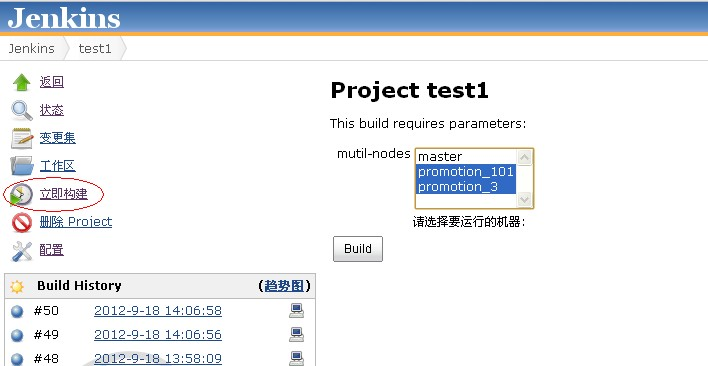 Jenkins
Jenkins test1
返回
状态
变更集
工作区
立即构建
删除 Project
配置
Build History (趋势图)
#50 2012-9-18 14:06:58
#49 2012-9-18 14:06:56
#48 2012-9-18 13:58:09
Project test1
This build requires parameters:
mutil-nodes master
promotion_101
promotion_3
请选择要运行的机器:
Build